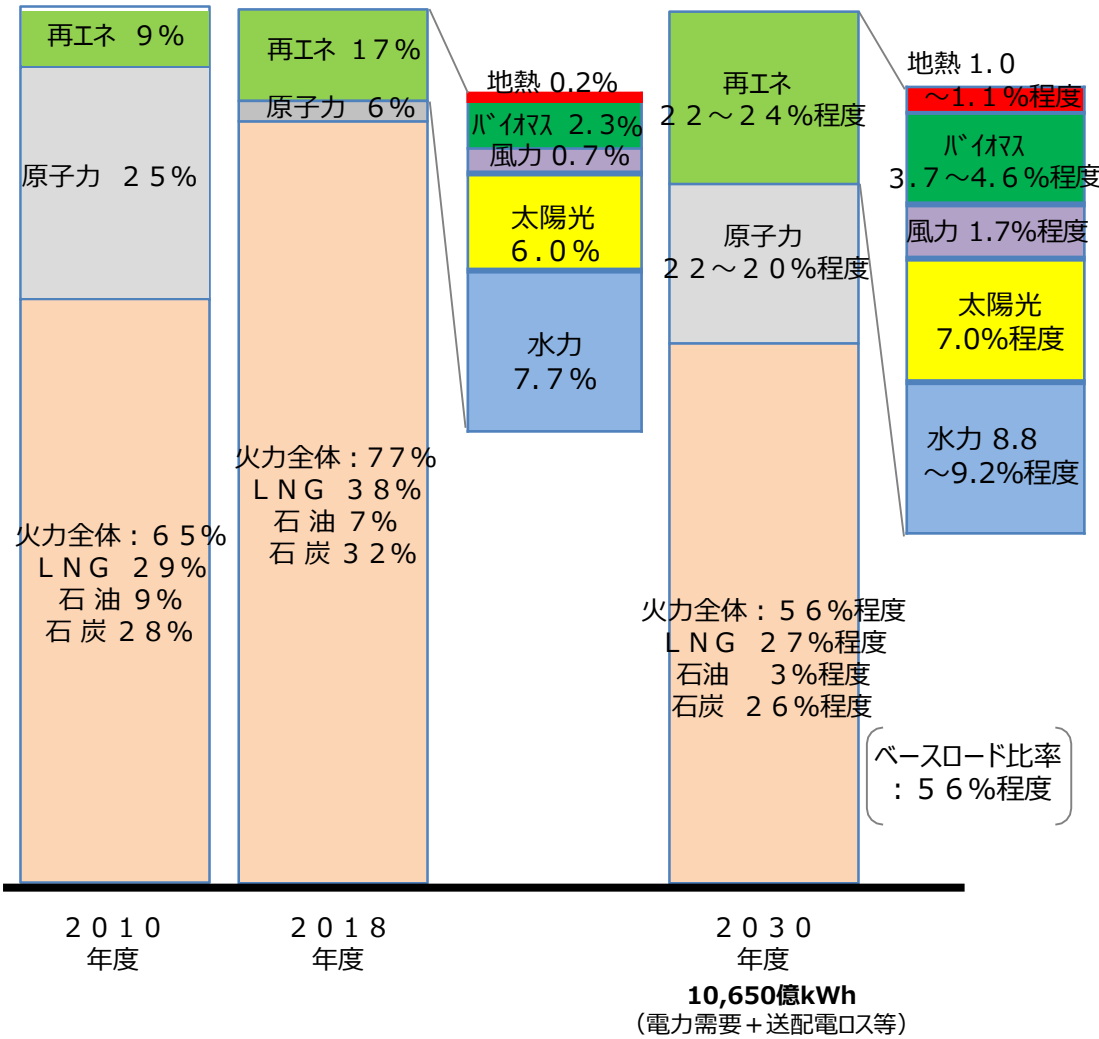 再エネ 9%
原子力 25%
火力全体:65%
LNG 29%
石油 9%
石炭 28%
2010
年度
再エネ 17%
原子力 6%
火力全体:77%
LNG 38%
石油 7%
石炭 32%
2018
年度
地熱 0.2%
バイオマス 2.3%
風力 0.7%
太陽光
6.0%
水力
7.7%
再エネ
22~24%程度
原子力
22~20%程度
火力全体:56%程度
LNG 27%程度
石油 3%程度
石炭 26%程度
2030
年度
10,650億kWh
(電力需要+送配電ロス等)
地熱 1.0
~1.1%程度
バイオマス
3.7~4.6%程度
風力 1.7%程度
太陽光
7.0%程度
水力 8.8
~9.2%程度
ベースロード比率
:56%程度